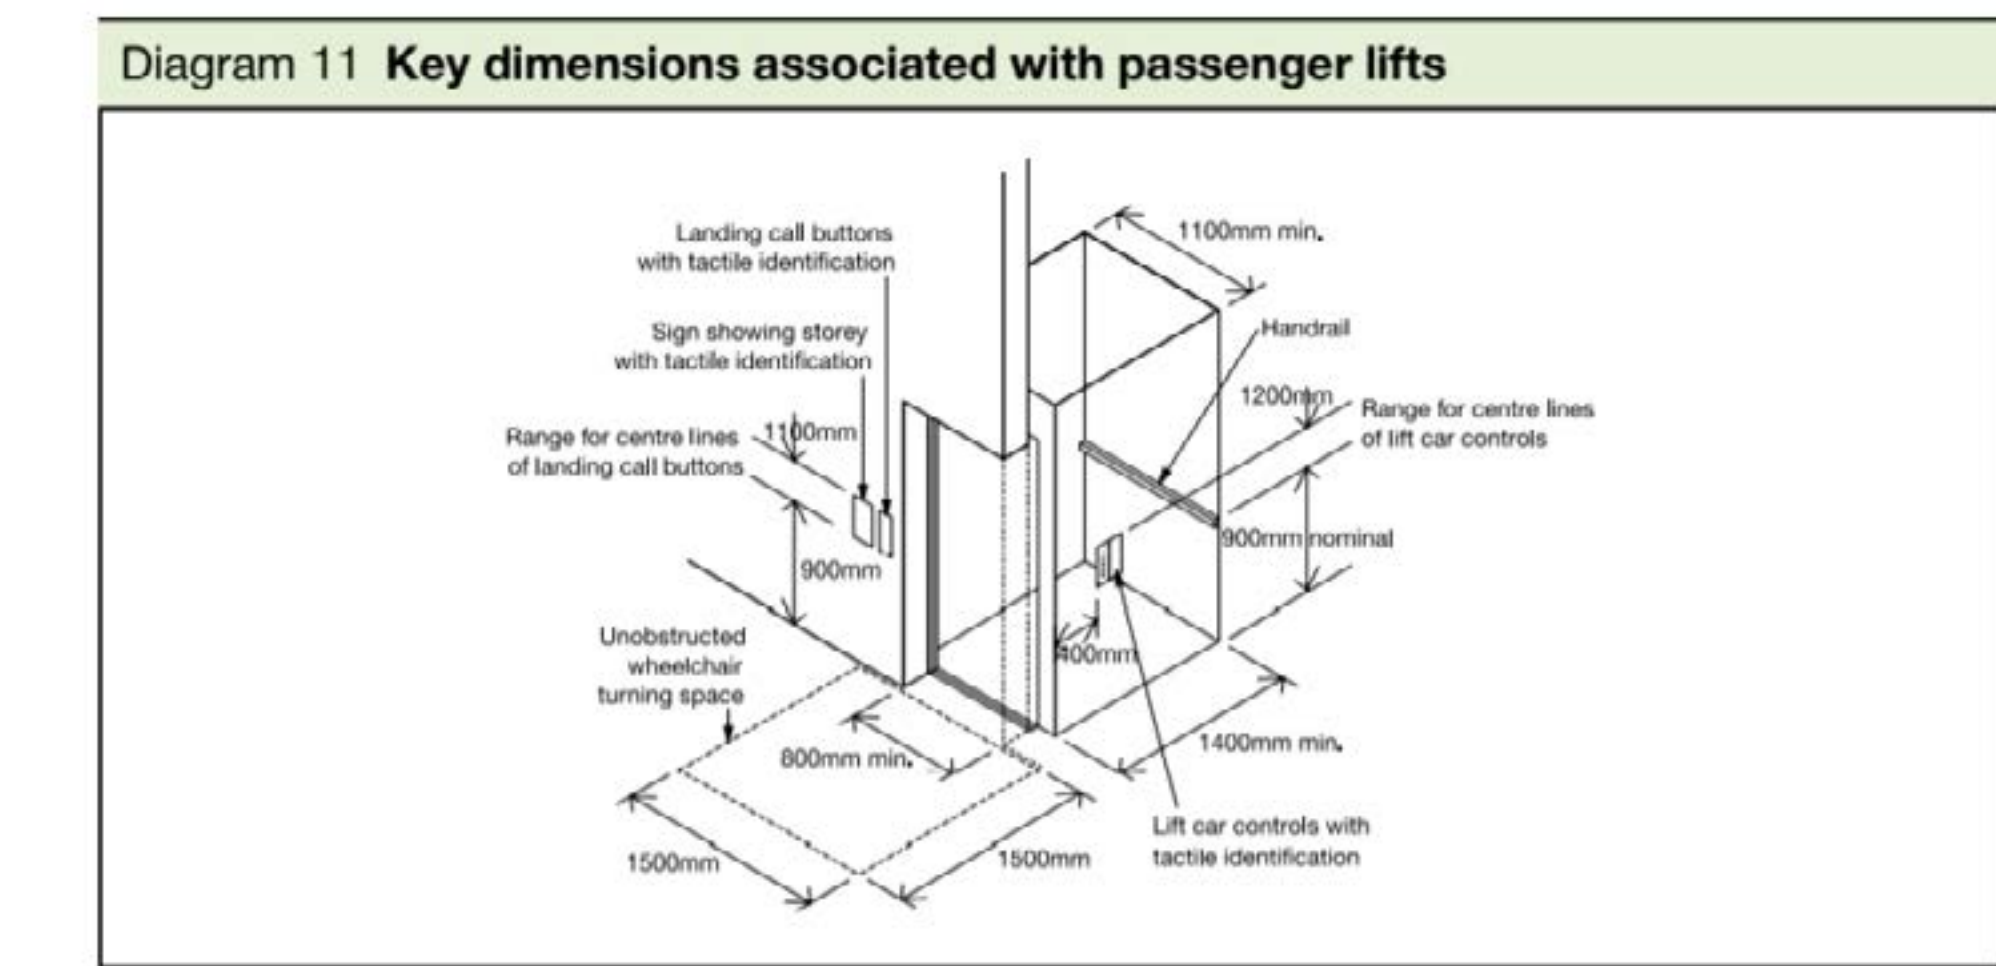 Diagram 11 Key dimensions associated with passenger lifts
Landing call buttons
with tactile identification
Sign showing storey
with tactile identification
Range for centre lines
of landing call buttons
1100mm
900mm
Unobstructed
wheelchair
turning space
800mm min.
1500mm
1500mm
1100mm min.
Handrail
1200mm
Range for centre lines
of lift car controls
900mm nominal
400mm
1400mm min.
Lift car controls with
tactile identification